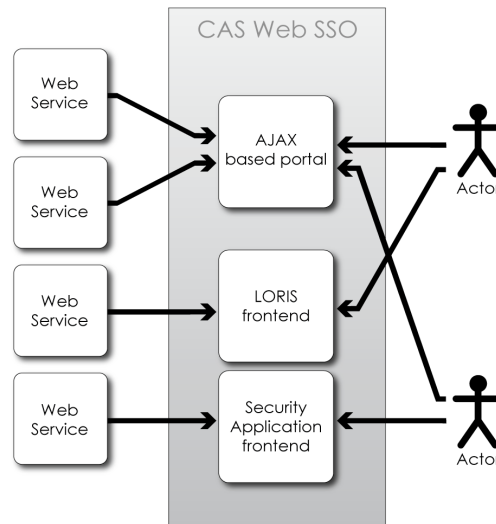 CAS Web SSO
Web
Service
Web
Service
Web
Service
Web
Service
AJAX
based portal
LORIS
frontend
Security
Application
frontend
Actor
Actor